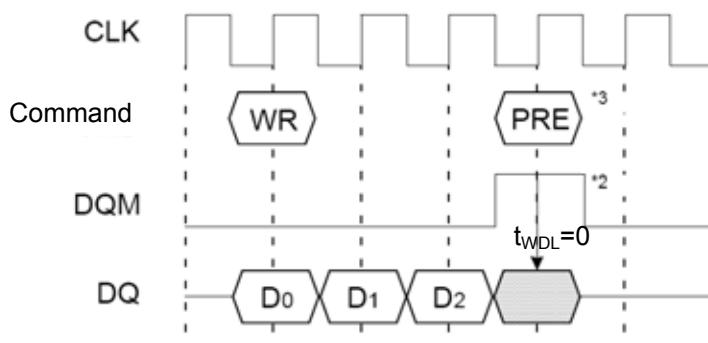 CLK
Command WR PRE *3
DQM *2
tWDL=0
DQ D0 D1 D2